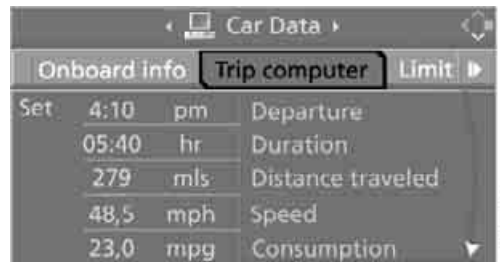 Car Data
Onboard info Trip computer Limit
Set 4:10 pm Departure
05:40 hr Duration
279 mls Distance traveled
48,5 mph Speed
23,0 mpg Consumption